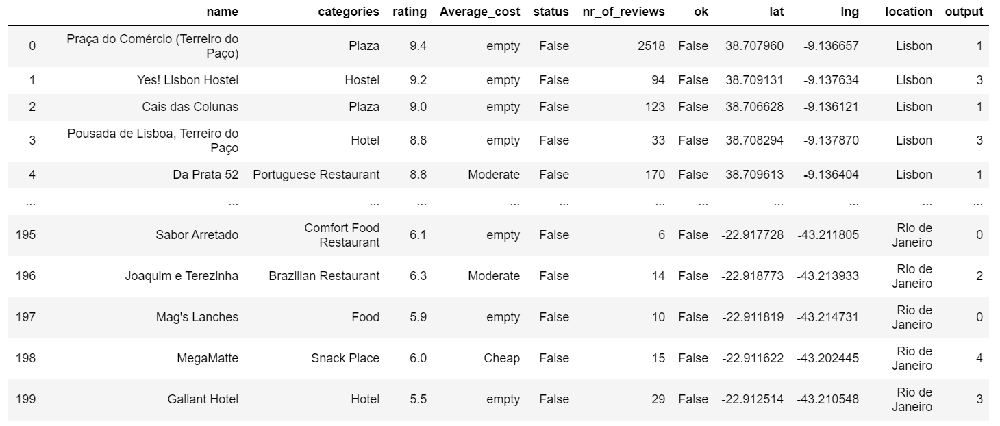 name categories rating Average_cost status nr_of_reviews ok lat lng location output
0 Praça do Comércio (Terreiro do Paço) Plaza 9.4 empty False 2518 False 38.707960 -9.136657 Lisbon 1
1 Yes! Lisbon Hostel Hostel 9.2 empty False 94 False 38.709131 -9.137634 Lisbon 3
2 Cais das Colunas Plaza 9.0 empty False 123 False 38.706628 -9.136121 Lisbon 1
3 Pousada de Lisboa, Terreiro do Paço Hotel 8.8 empty False 33 False 38.708294 -9.137870 Lisbon 3
4 Da Prata 52 Portuguese Restaurant 8.8 Moderate False 170 False 38.709613 -9.136404 Lisbon 1
... ... ... ... ... ... ... ... ... ... ... ...
195 Sabor Arretado Comfort Food Restaurant 6.1 empty False 6 False -22.917728 -43.211805 Rio de Janeiro 0
196 Joaquim e Terezinha Brazilian Restaurant 6.3 Moderate False 14 False -22.918773 -43.213933 Rio de Janeiro 2
197 Mag's Lanches Food 5.9 empty False 10 False -22.911819 -43.214731 Rio de Janeiro 0
198 MegaMatte Snack Place 6.0 Cheap False 15 False -22.911622 -43.202445 Rio de Janeiro 4
199 Gallant Hotel Hotel 5.5 empty False 29 False -22.912514 -43.210548 Rio de Janeiro 3